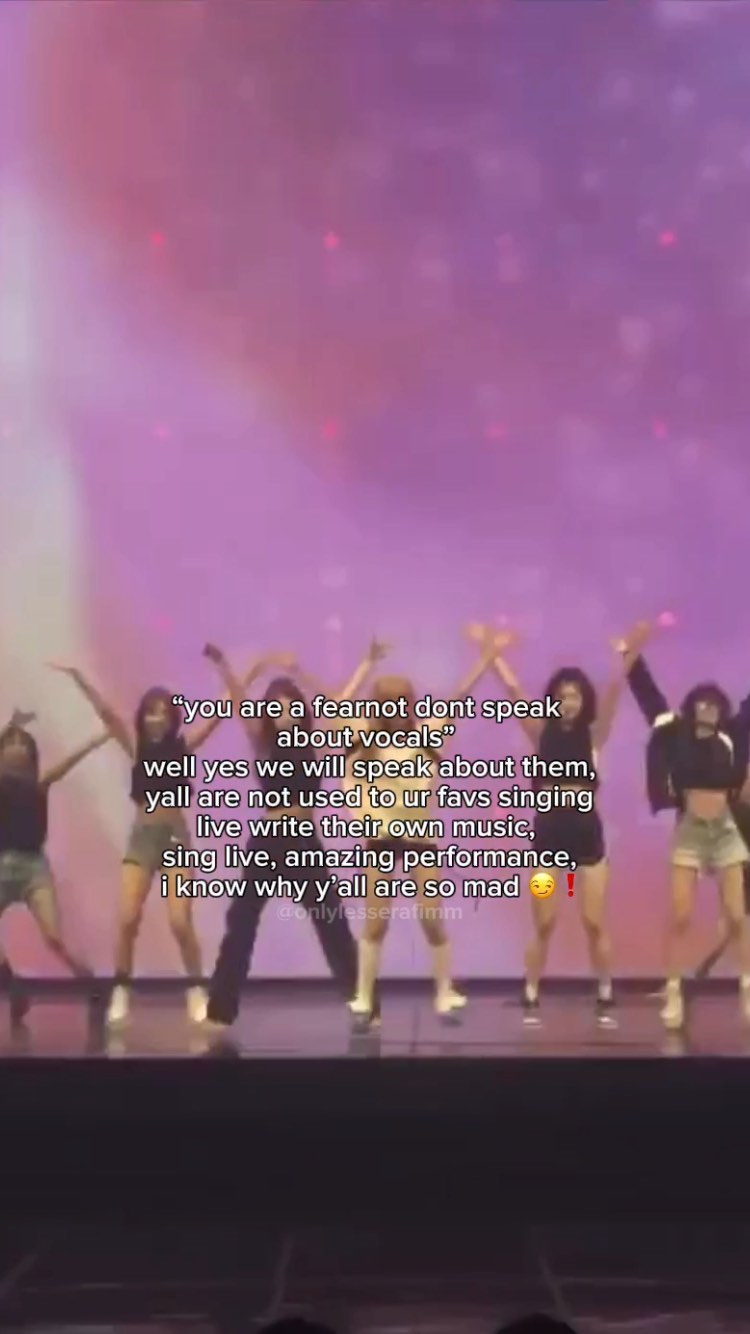 “you are a fearnot dont speak
about vocals”
well yes we will speak about them,
yall are not used to ur favs singing
live write their own music,
sing live, amazing performance,
i know why y’all are so mad 😏❗
@onlylesserafimm